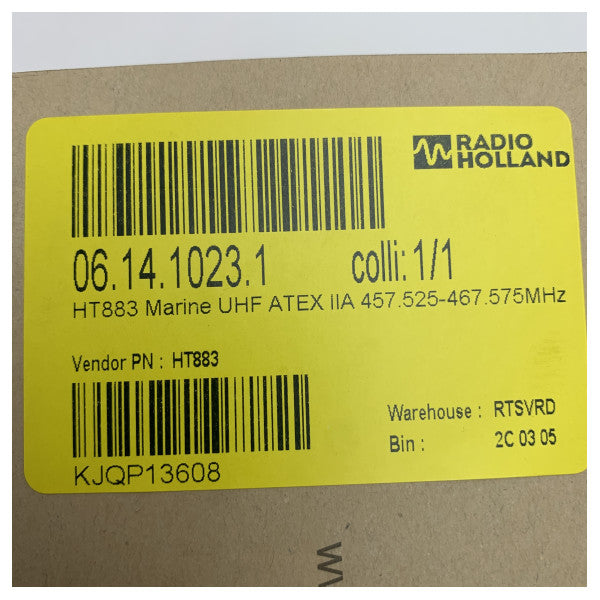 RADIO
HOLLAND
06.14.1023.1 colli: 1/1
HT883 Marine UHF ATEX IIA 457.525-467.575MHz
Vendor PN : HT883
Warehouse : RTSVRD
Bin : 2C 03 05
KJQP13608
W